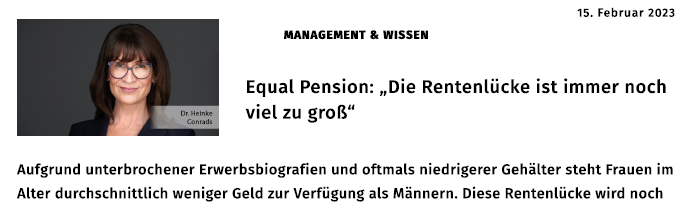 15. Februar 2023
MANAGEMENT & WISSEN
Dr. Heinke
Conrads
Equal Pension: „Die Rentenlücke ist immer noch
viel zu groß“
Aufgrund unterbrochener Erwerbsbiografien und oftmals niedrigerer Gehälter steht Frauen im
Alter durchschnittlich weniger Geld zur Verfügung als Männern. Diese Rentenlücke wird noch